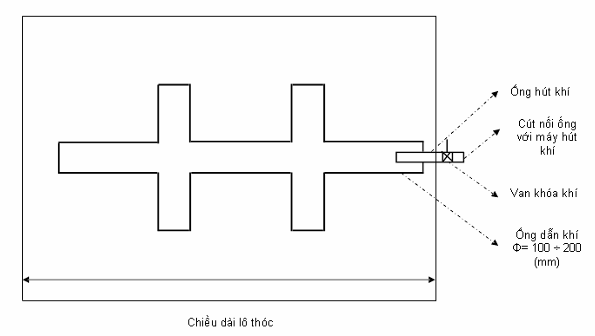 Ống hút khí
Cút nối ống
với máy hút
khí
Van khóa khí
Ống dẫn khí
Φ= 100 ÷ 200
(mm)
Chiều dài lô thóc